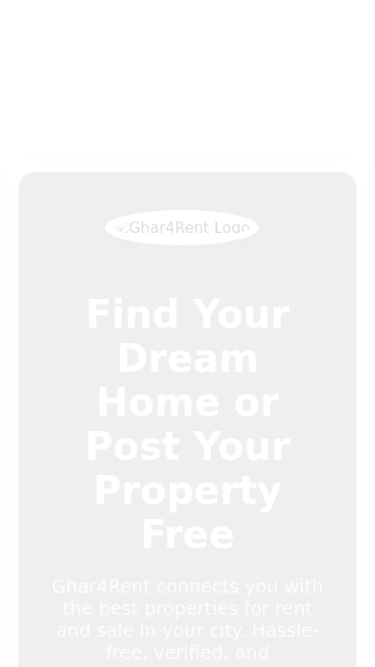 Ghar4Rent Logo
Find Your
Dream
Home or
Post Your
Property
Free
Ghar4Rent connects you with
the best properties for rent
and sale in your city. Hassle-
free, verified, and